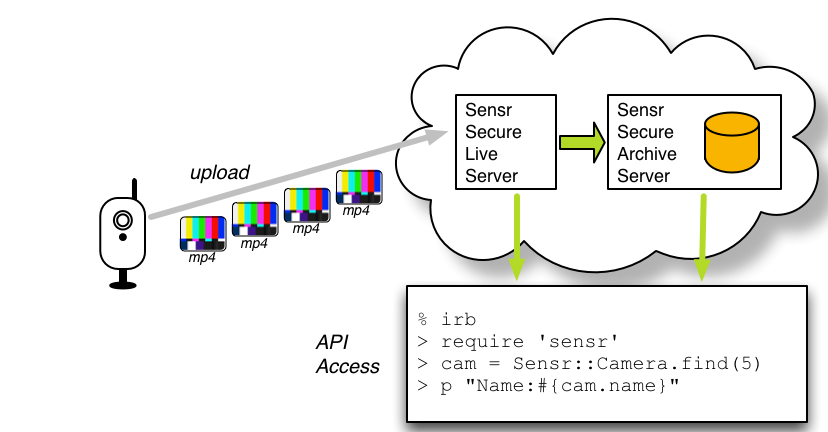 Sensr
Secure
Live
Server
Sensr
Secure
Archive
Server
upload
mp4
mp4
mp4
mp4
API
Access
% irb
> require 'sensr'
> cam = Sensr::Camera.find(5)
> p "Name:#{cam.name}"